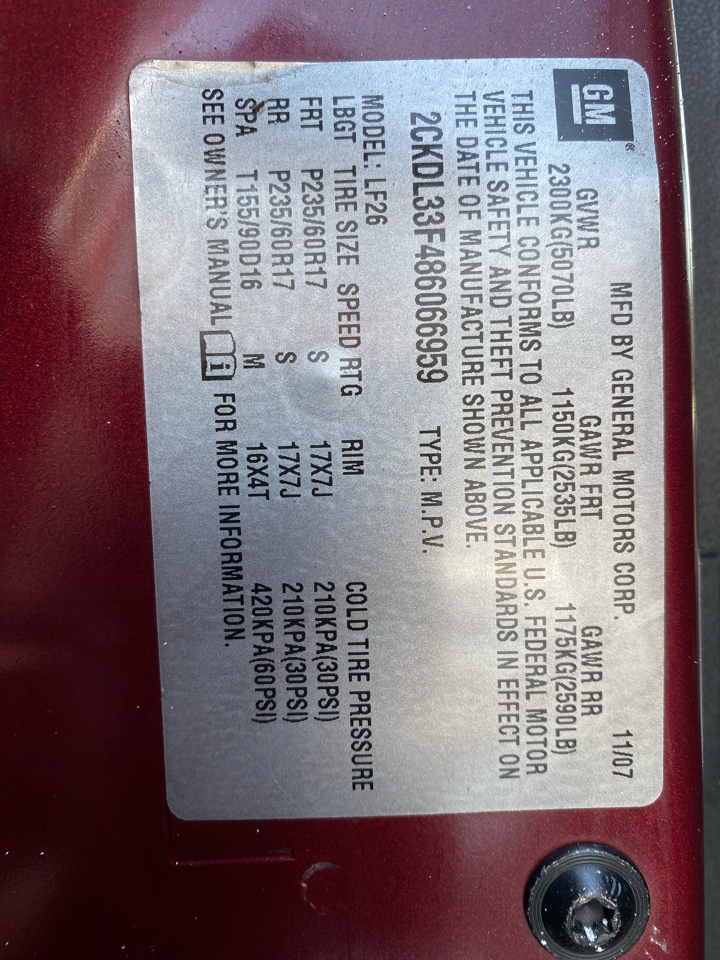 GM®
MFD BY GENERAL MOTORS CORP. 11/07
GVWR GAWR FRT GAWR RR
2300KG(5070LB) 1150KG(2535LB) 1175KG(2590LB)
THIS VEHICLE CONFORMS TO ALL APPLICABLE U.S. FEDERAL MOTOR
VEHICLE SAFETY AND THEFT PREVENTION STANDARDS IN EFFECT ON
THE DATE OF MANUFACTURE SHOWN ABOVE.
2CKDL33F486066959 TYPE: M.P.V.
MODEL: LF26
LBGT TIRE SIZE SPEED RTG RIM COLD TIRE PRESSURE
FRT P235/60R17 S 17X7J 210KPA(30PSI)
RR P235/60R17 S 17X7J 210KPA(30PSI)
SPA T155/90D16 M 16X4T 420KPA(60PSI)
SEE OWNER'S MANUAL i FOR MORE INFORMATION.